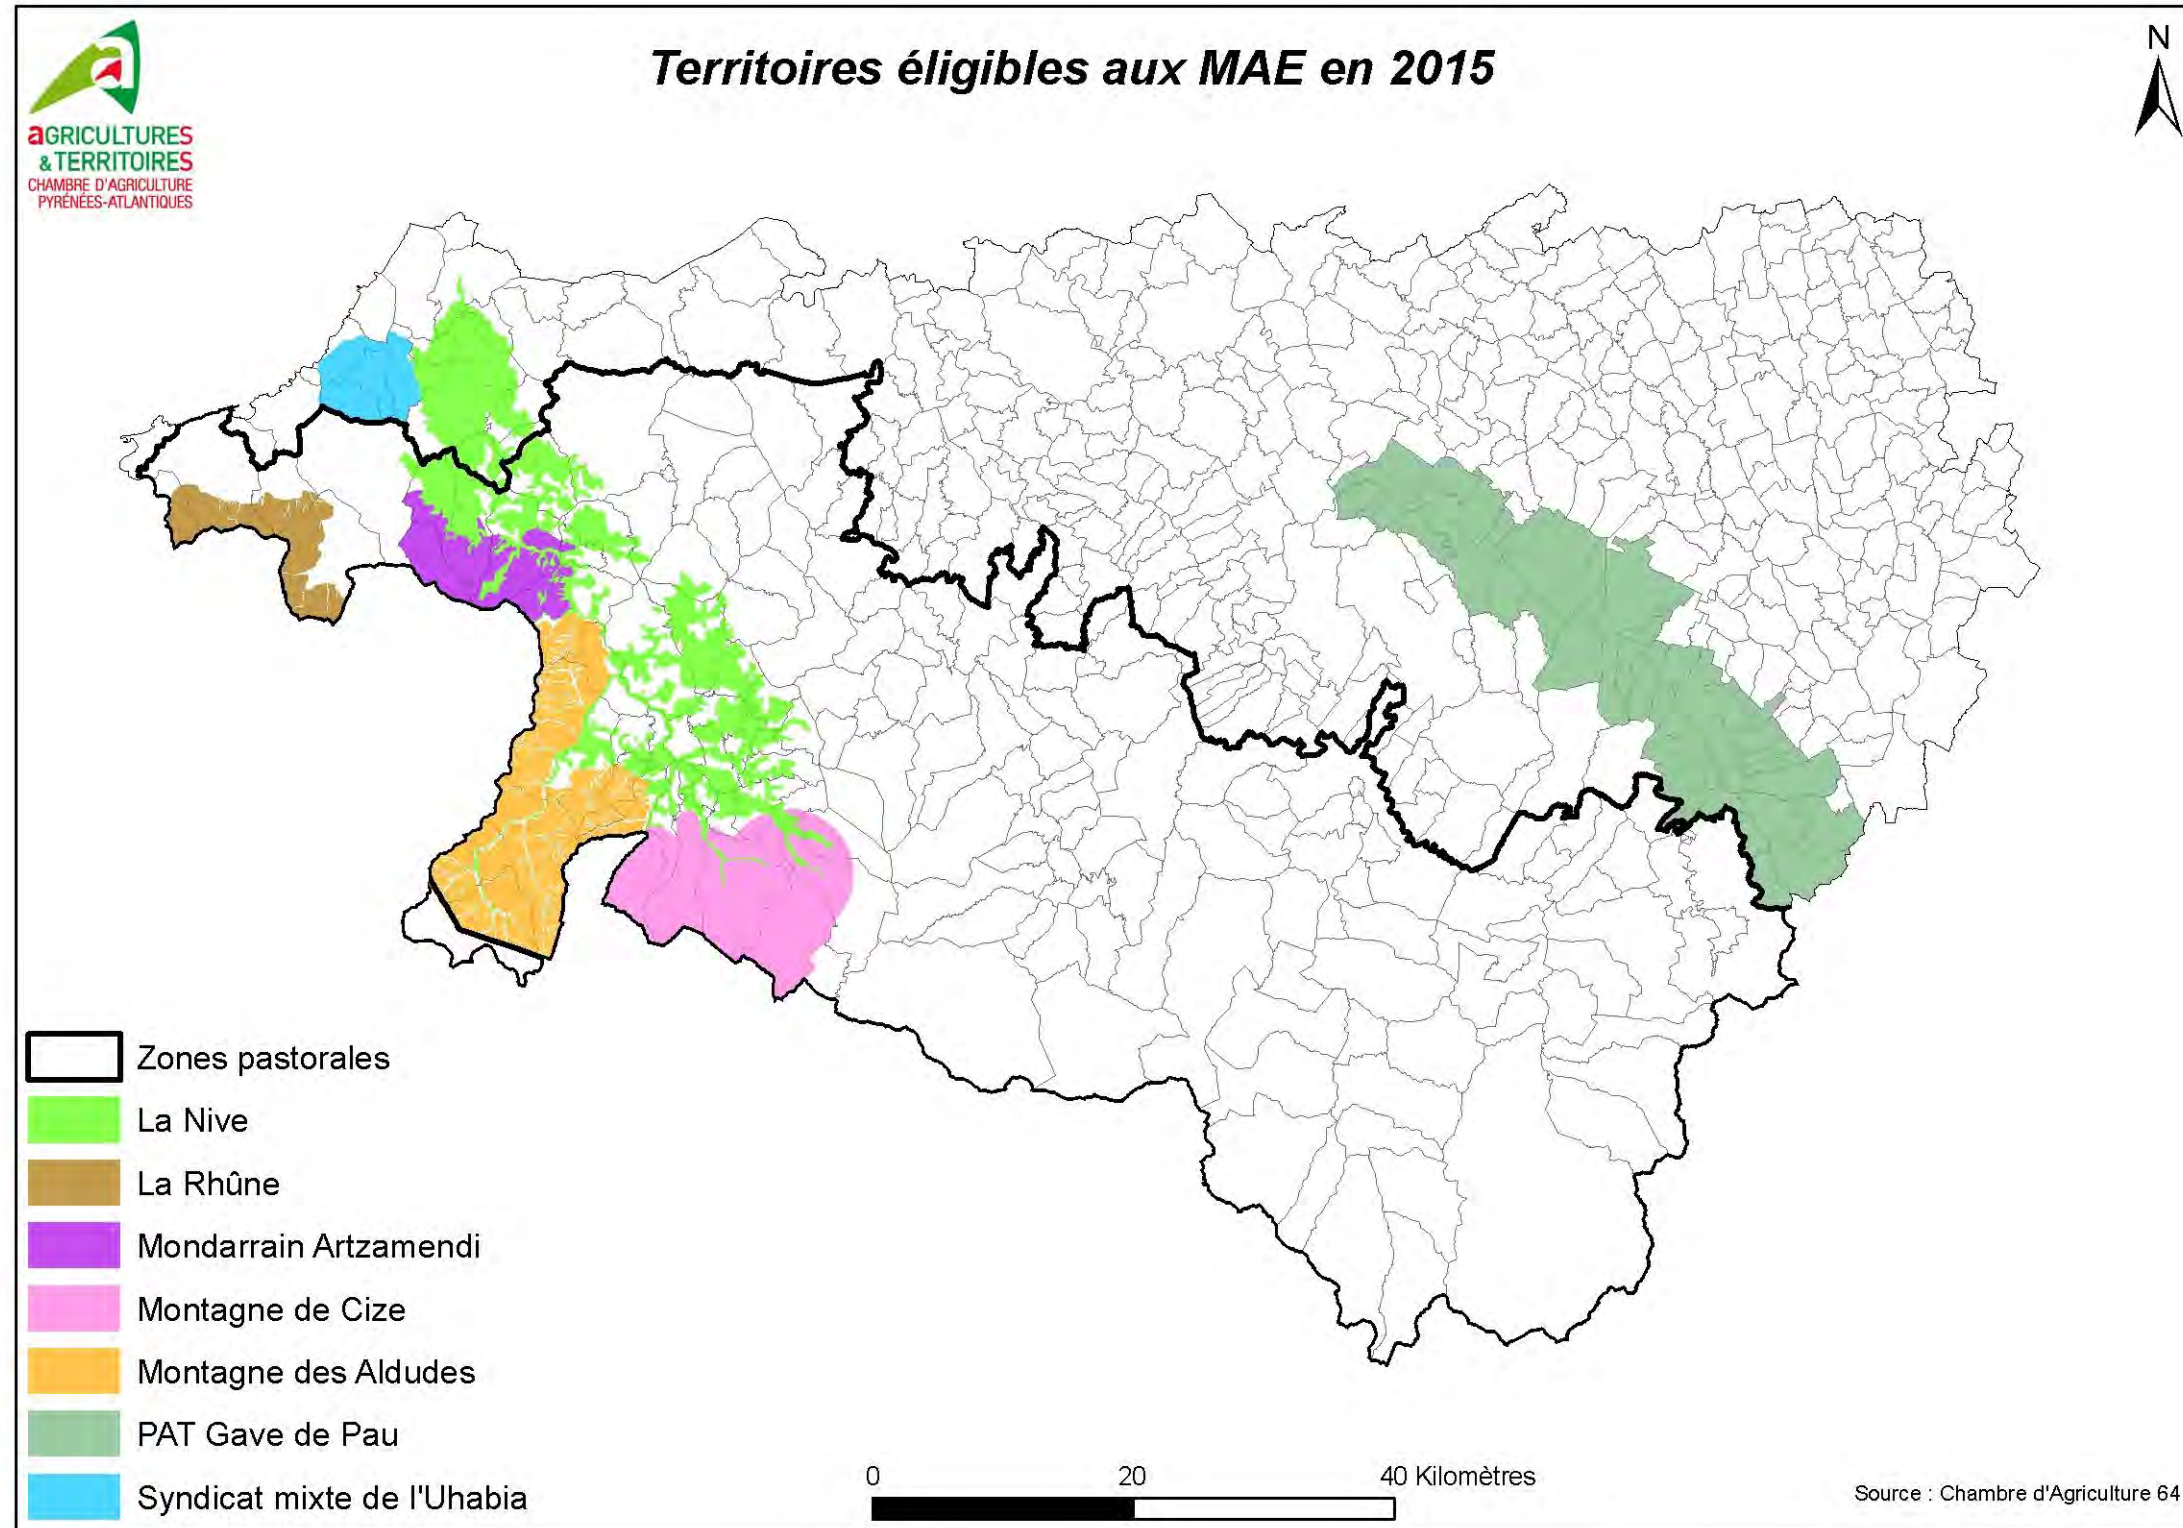 Territoires éligibles aux MAE en 2015
N
aGRICULTURES
& TERRITOIRES
CHAMBRE D'AGRICULTURE
PYRÉNÉES-ATLANTIQUES
Zones pastorales
La Nive
La Rhûne
Mondarrain Artzamendi
Montagne de Cize
Montagne des Aldudes
PAT Gave de Pau
Syndicat mixte de l'Uhabia
0 20 40 Kilomètres
Source : Chambre d'Agriculture 64